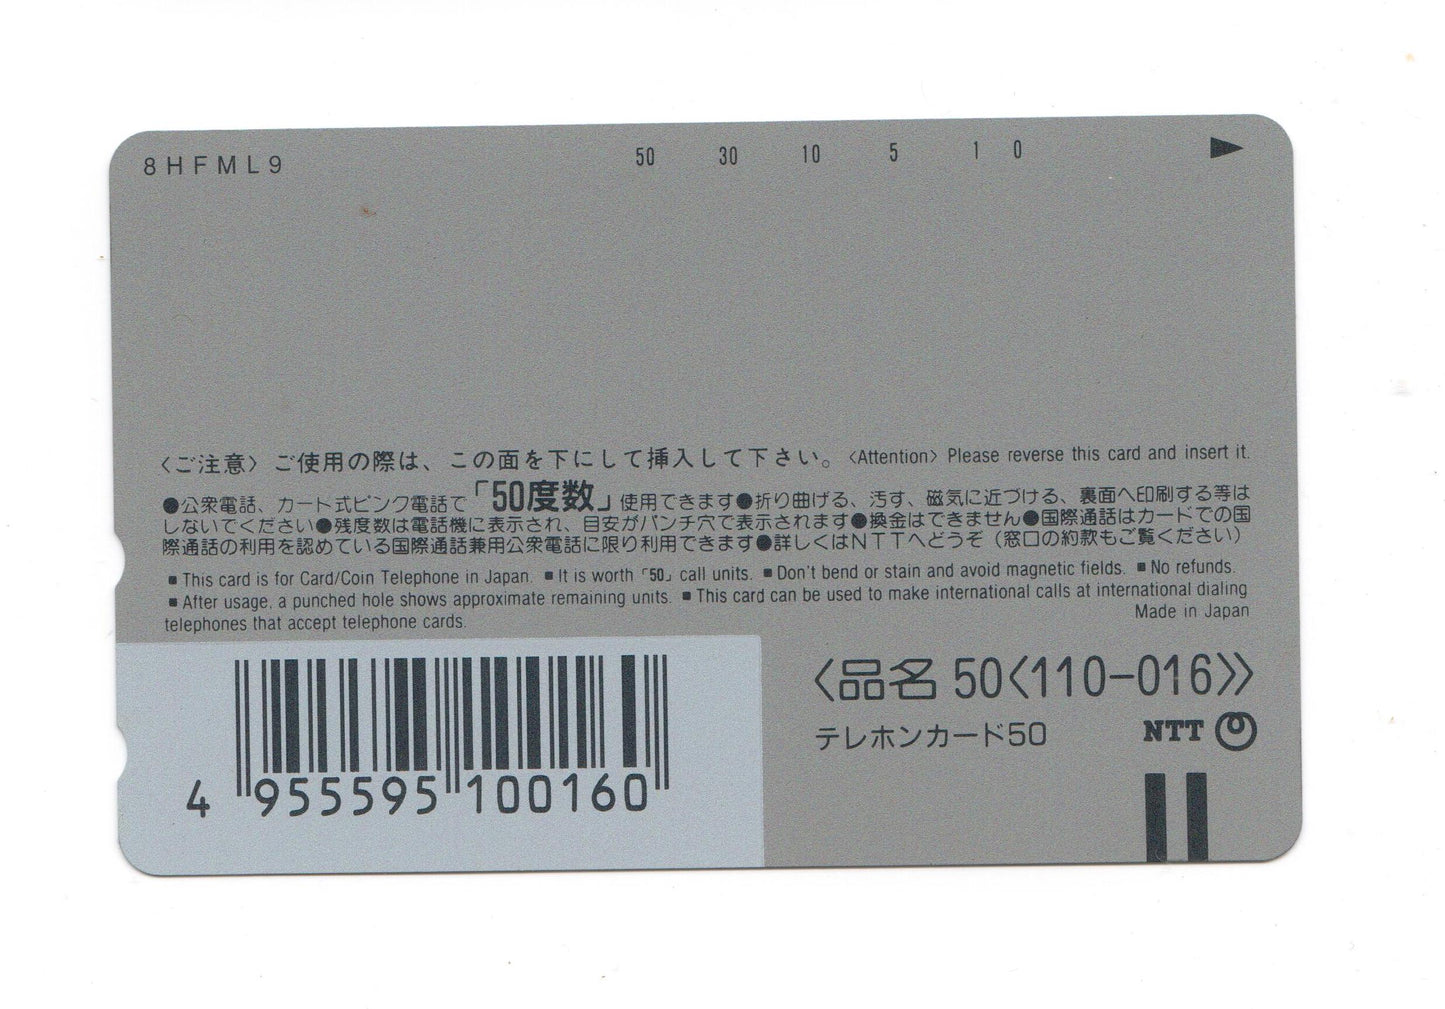 8HFML9 50 30 10 5 1 0
〈ご注意〉ご使用の際は、この面を下にして挿入して下さい。〈Attention〉Please reverse this card and insert it.
●公衆電話、カード式ピンク電話で「50度数」使用できます●折り曲げる、汚す、磁気に近づける、裏面へ印刷する等は
しないでください●残度数は電話機に表示され、目安がパンチ穴で表示されます●換金はできません●国際通話はカードでの国
際通話の利用を認めている国際通話兼用公衆電話に限り利用できます●詳しくはNTTへどうぞ（窓口の約款もご覧ください）
■This card is for Card/Coin Telephone in Japan. ■It is worth「50」call units. ■Don't bend or stain and avoid magnetic fields. ■No refunds.
■After usage, a punched hole shows approximate remaining units. ■This card can be used to make international calls at international dialing
telephones that accept telephone cards.
Made in Japan
〈品名 50〈110-016〉〉
テレホンカード50
NTT
4 955595 100160